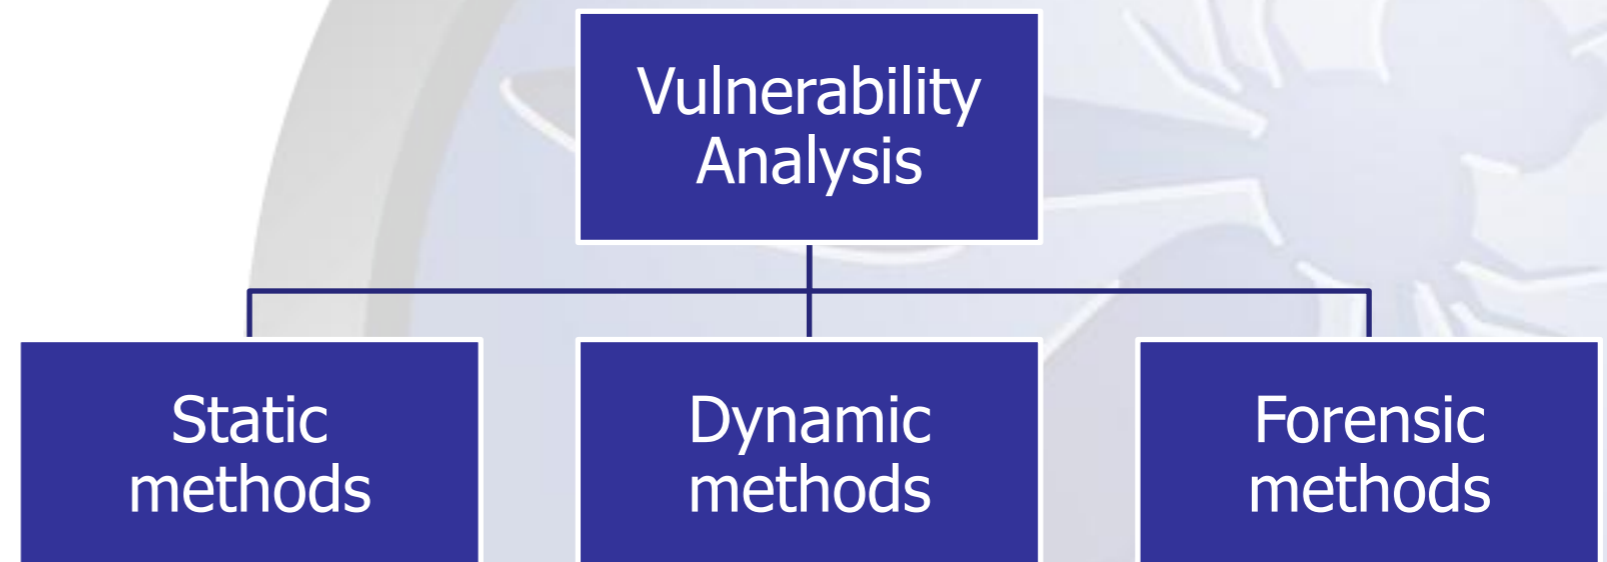 Vulnerability
Analysis
Static
methods
Dynamic
methods
Forensic
methods